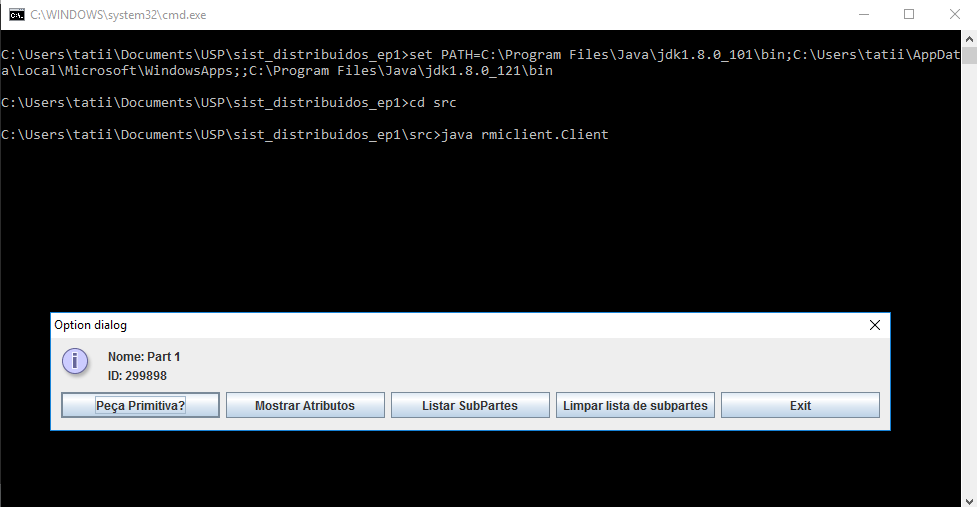 C:\WINDOWS\system32\cmd.exe
C:\Users\tatii\Documents\USP\sist_distribuidos_ep1>set PATH=C:\Program Files\Java\jdk1.8.0_101\bin;C:\Users\tatii\AppDat
a\Local\Microsoft\WindowsApps;;C:\Program Files\Java\jdk1.8.0_121\bin
C:\Users\tatii\Documents\USP\sist_distribuidos_ep1>cd src
C:\Users\tatii\Documents\USP\sist_distribuidos_ep1\src>java rmiclient.Client
Option dialog
Nome: Part 1
ID: 299898
Peça Primitiva? Mostrar Atributos Listar SubPartes Limpar lista de subpartes Exit